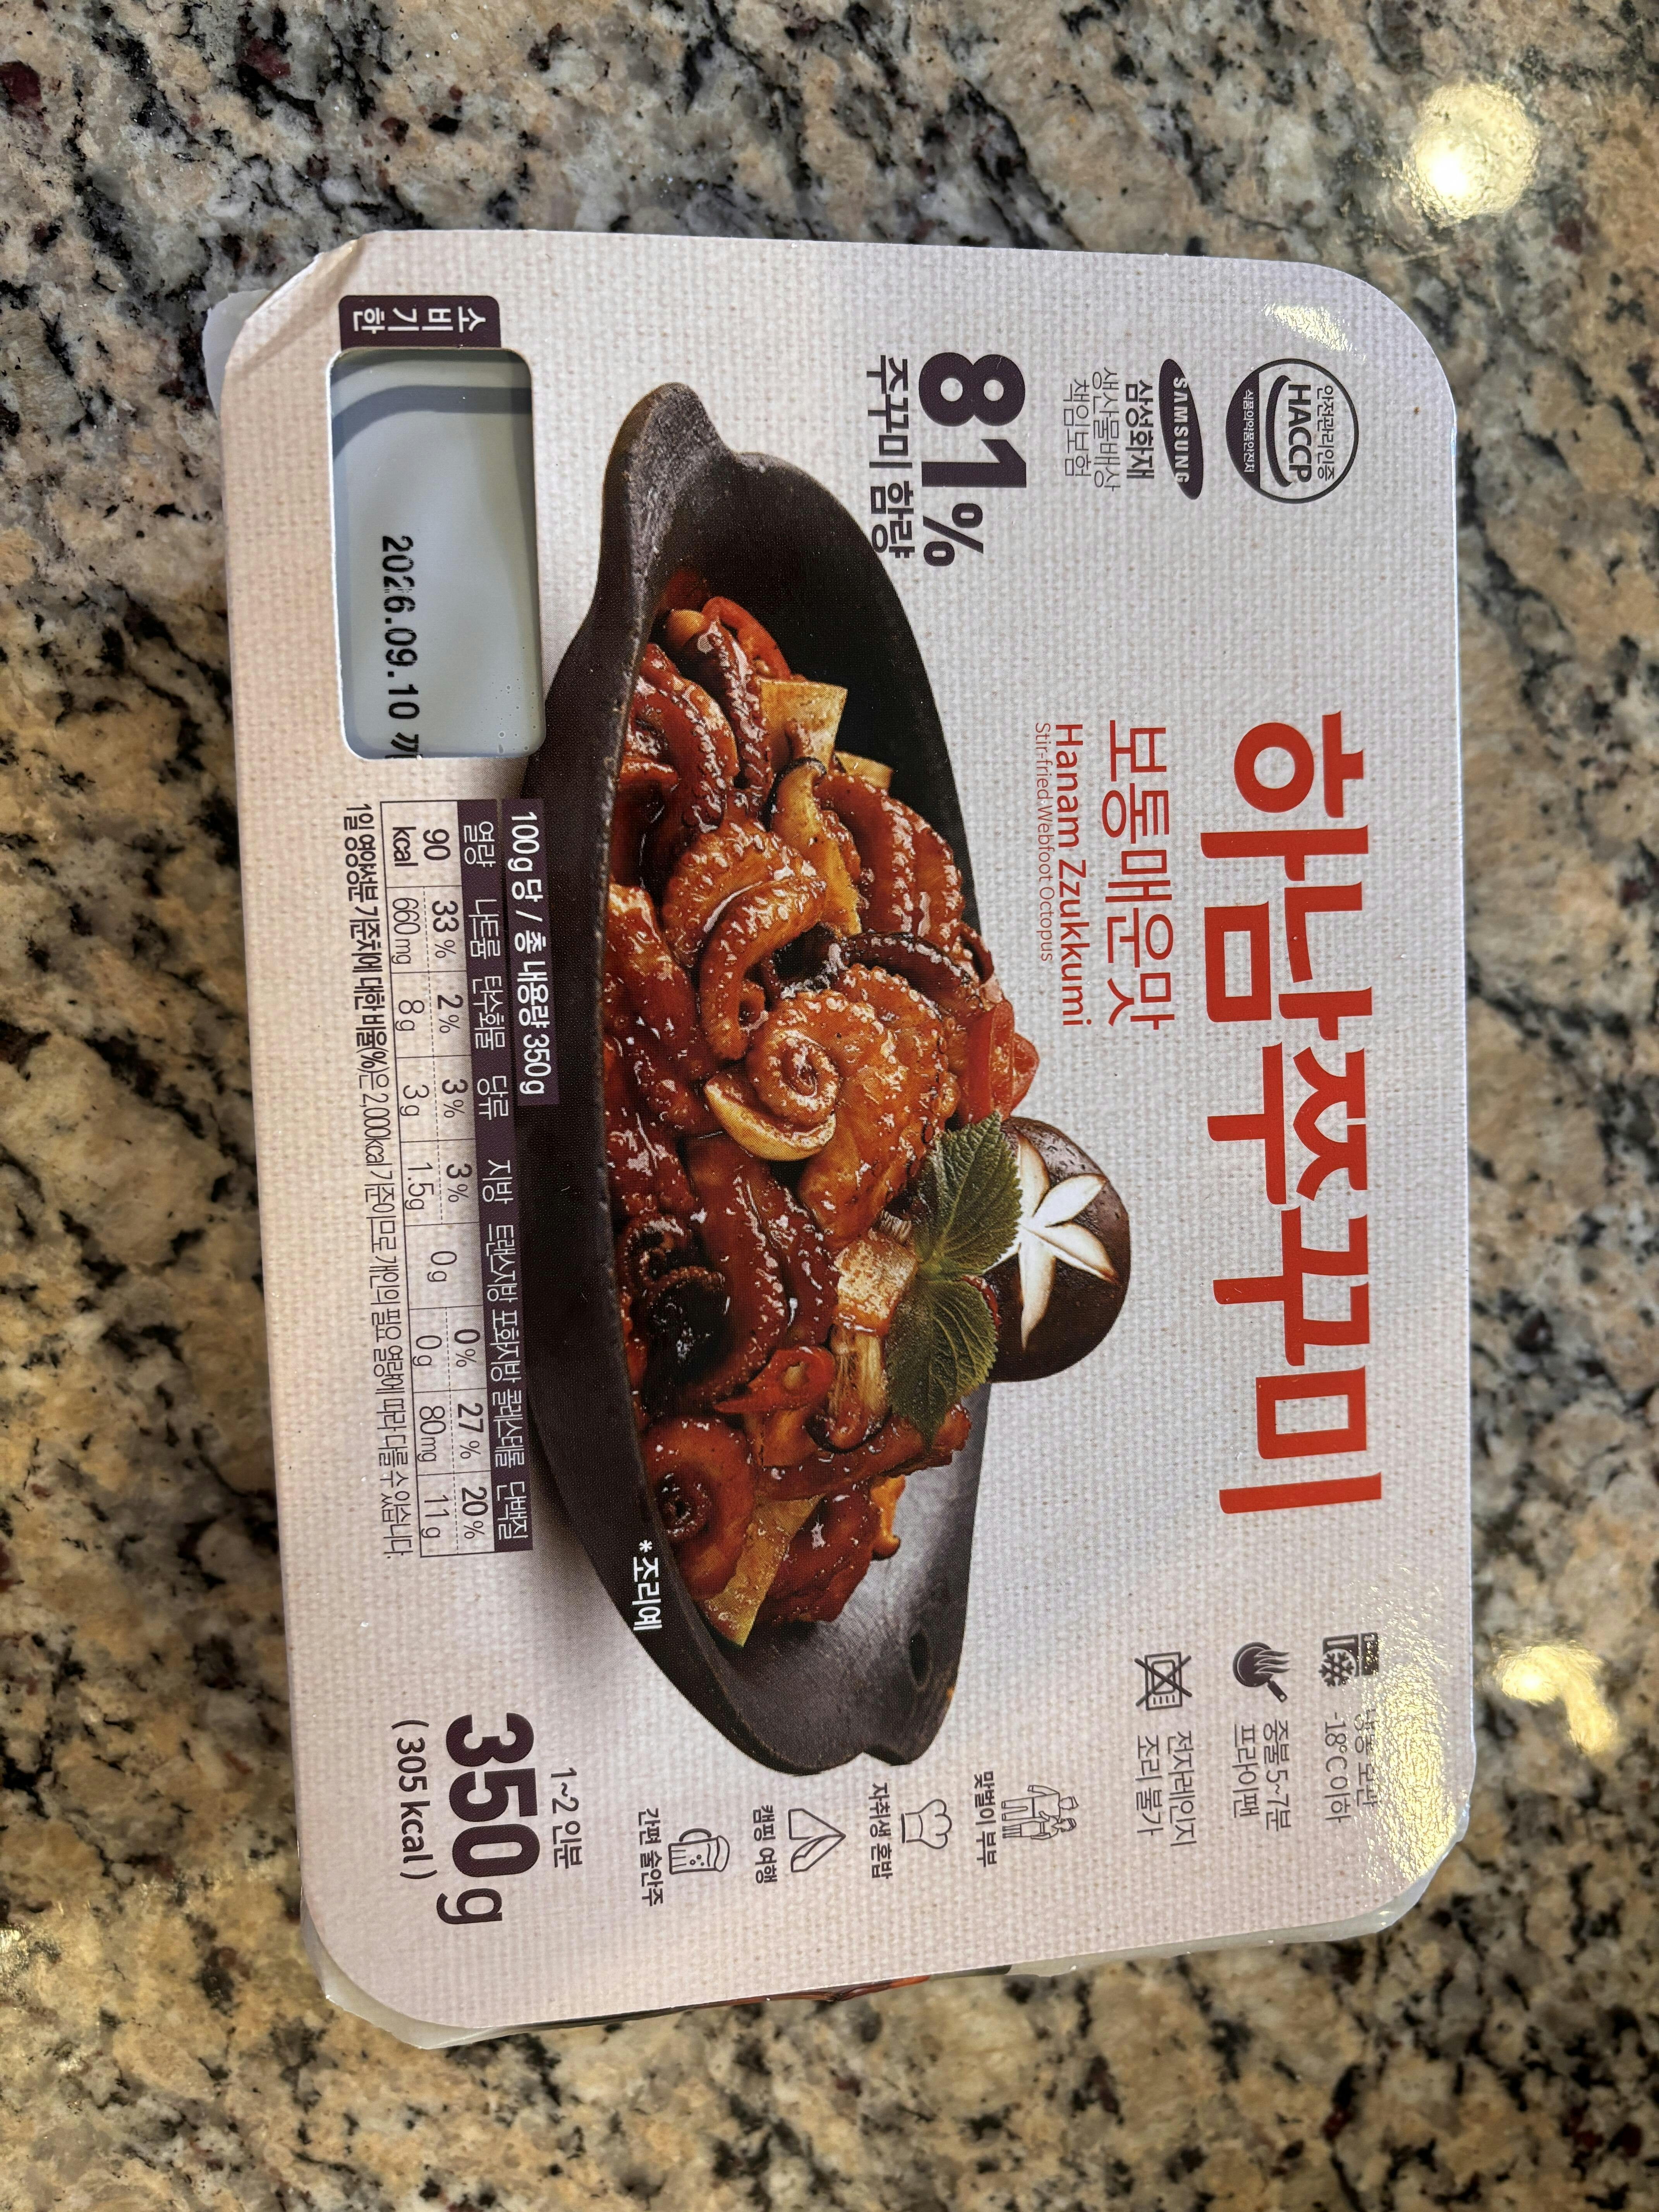 안전관리인증
HACCP
식품의약품안전처
SAMSUNG
삼성화재
생산물배상
책임보험
81%
주꾸미 함량
하남쭈꾸미
보통매운맛
Hanam Zzukkumi
Stir-fried Webfoot Octopus
냉동 보관
-18℃ 이하
중불 5~7분
프라이팬
전자레인지
조리 불가
맞벌이 부부
자취생 혼밥
캠핑 여행
간편 술안주
*조리예
소비기한
2026.09.10
100g 당 / 총 내용량 350g
열량 나트륨 탄수화물 당류 지방 트랜스지방 포화지방 콜레스테롤 단백질
90 33% 2% 3% 3% 0g 0% 27% 20%
kcal 660mg 8g 3g 1.5g 0g 80mg 11g
1일 영양성분 기준치에 대한 비율(%)은 2,000kcal 기준이므로 개인의 필요 열량에 따라 다를 수 있습니다.
1~2인분
350g
(305 kcal)